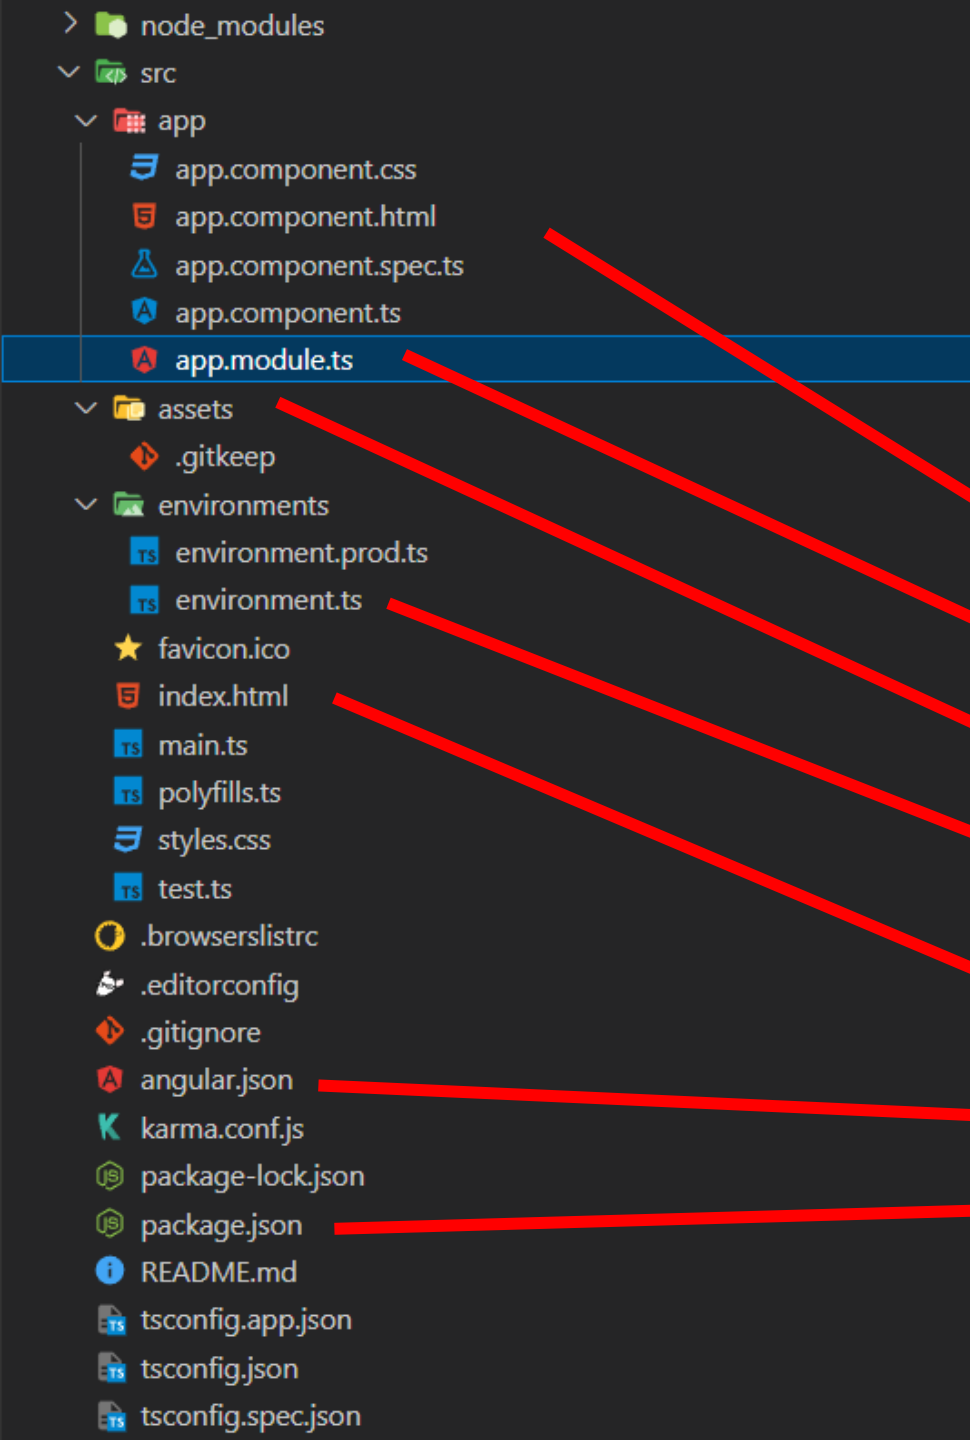 node_modules
src
app
app.component.css
app.component.html
app.component.spec.ts
app.component.ts
app.module.ts
assets
.gitkeep
environments
environment.prod.ts
environment.ts
favicon.ico
index.html
main.ts
polyfills.ts
styles.css
test.ts
.browserslistrc
.editorconfig
.gitignore
angular.json
karma.conf.js
package-lock.json
package.json
README.md
tsconfig.app.json
tsconfig.json
tsconfig.spec.json